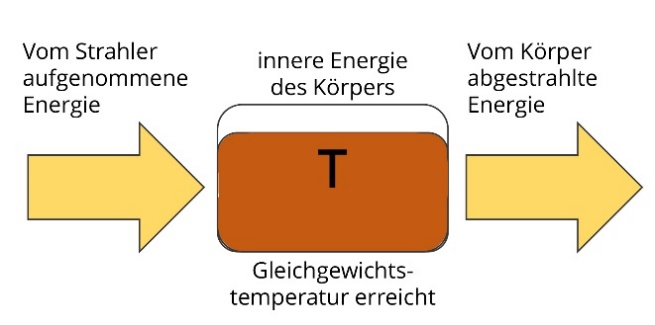 Vom Strahler
aufgenommene
Energie
innere Energie
des Körpers
Vom Körper
abgestrahlte
Energie
T
Gleichgewichts-
temperatur erreicht